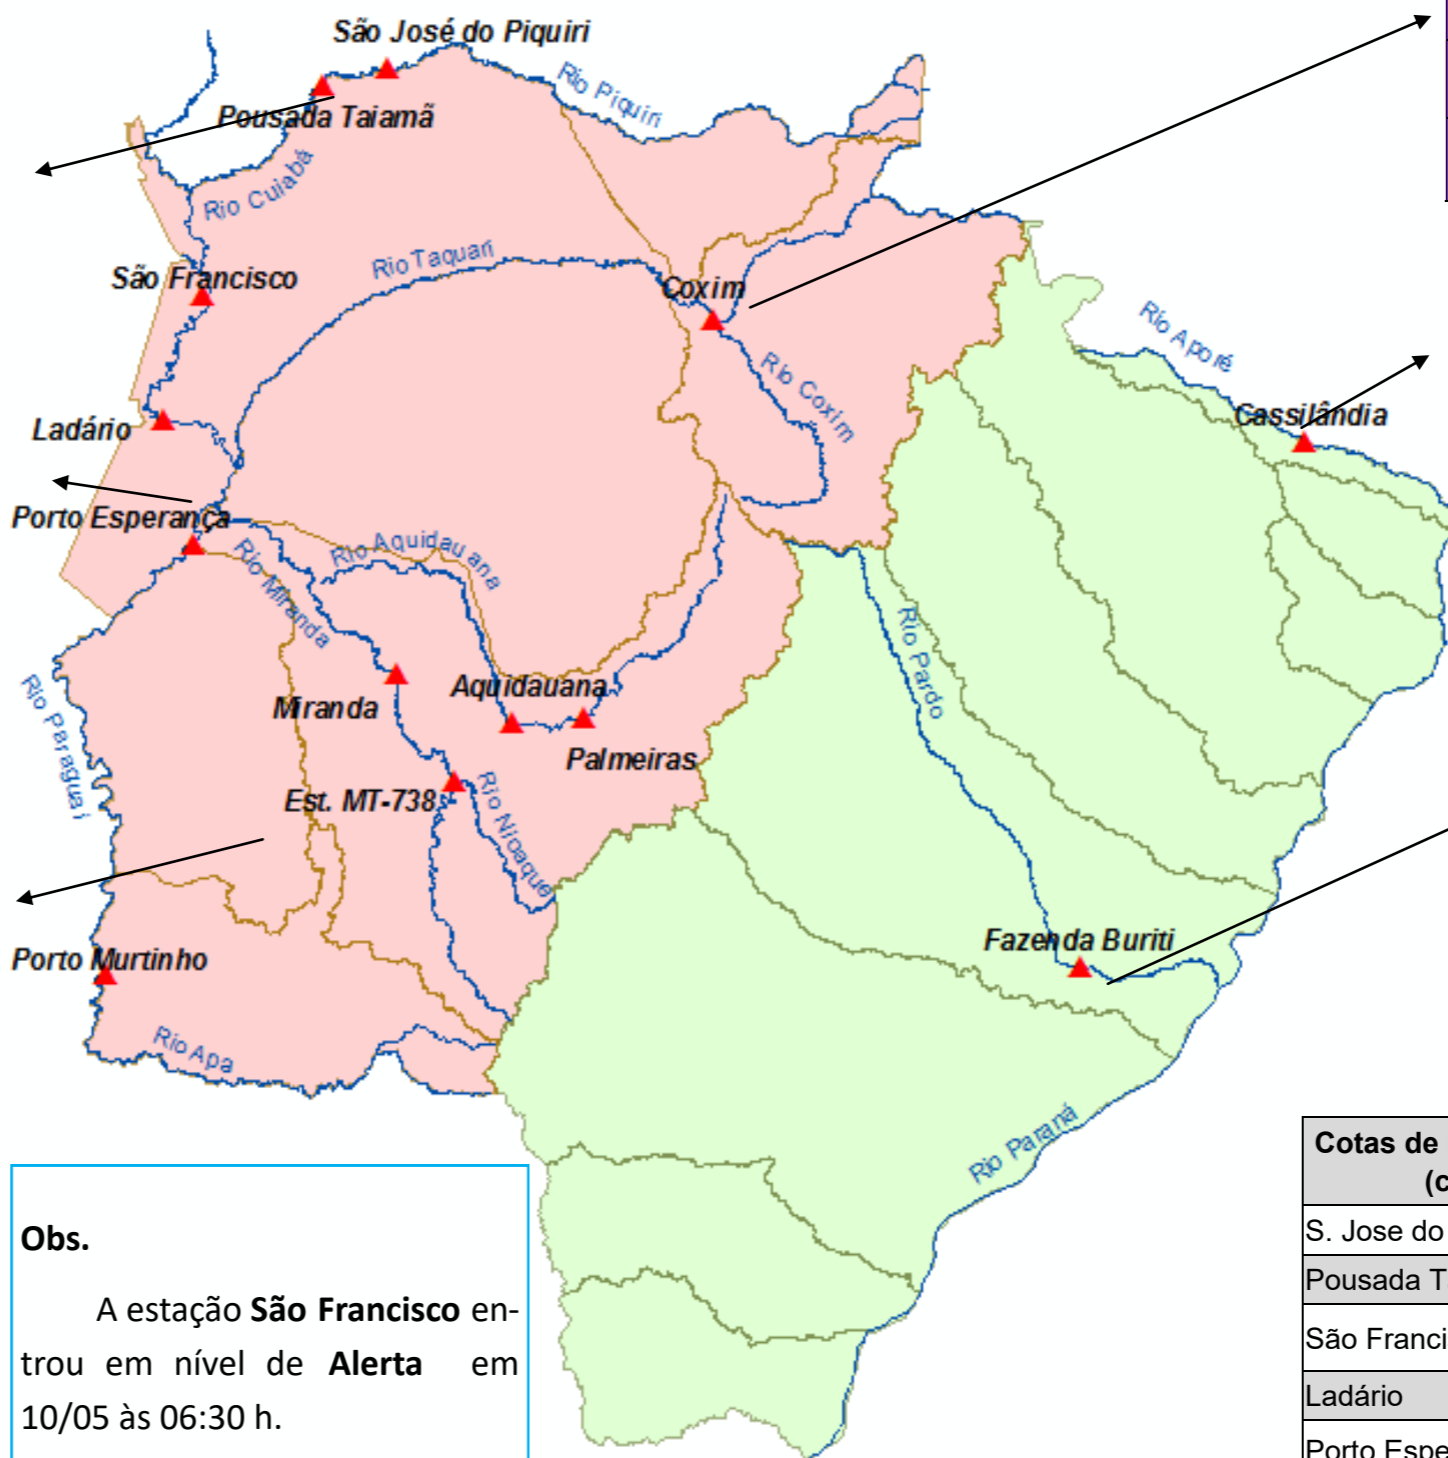 São José do Piquiri
Rio Piquiri
Pousada Taiamã
Rio Cuiabá
Rio Taquari
São Francisco
Coxim
Rio Aporé
Rio Coxim
Cassilândia
Ladário
Porto Esperança
Rio Aquidauana
Rio Miranda
Rio Pardo
Aquidauana
Miranda
Rio Paraguai
Palmeiras
Est. MT-738
Rio Nioaque
Fazenda Buriti
Porto Murtinho
Rio Apa
Rio Paraná
Obs.
A estação São Francisco en-
trou em nível de Alerta em
10/05 às 06:30 h.
Cotas de
(c
S. Jose do
Pousada T
São Franci
Ladário
Porto Espe